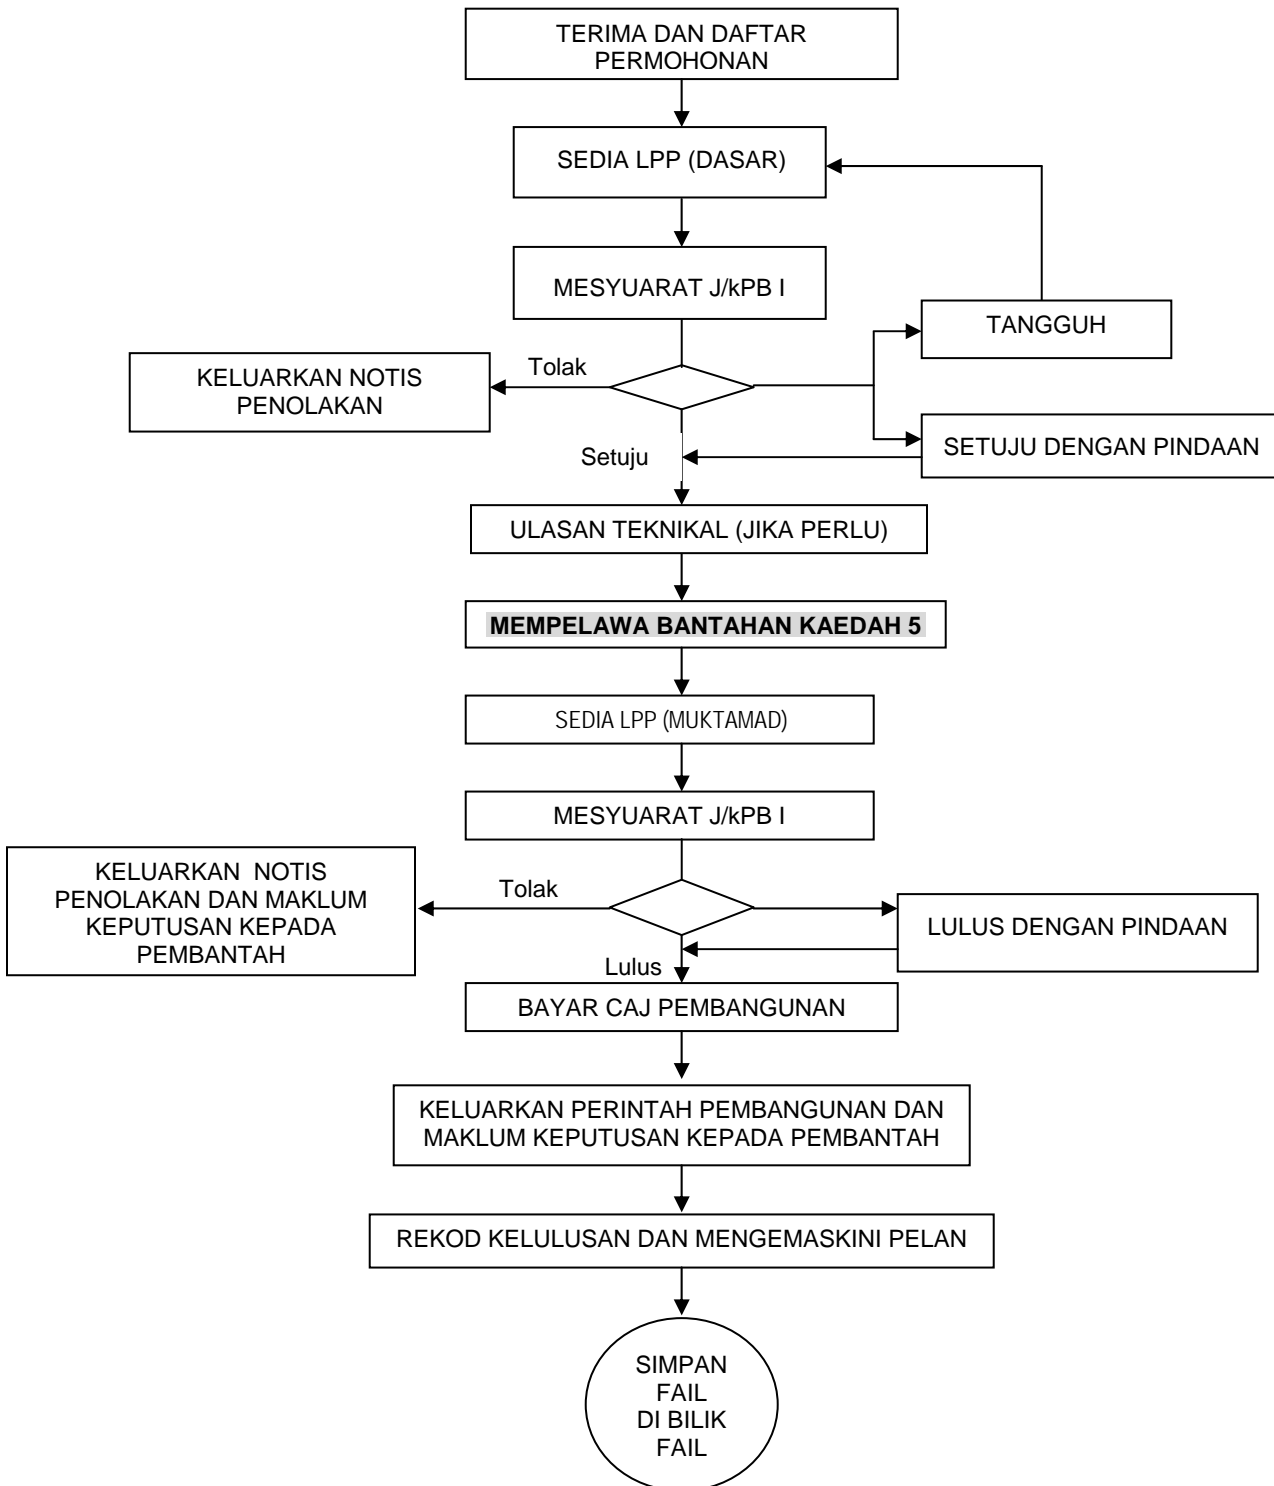 TERIMA DAN DAFTAR
PERMOHONAN
SEDIA LPP (DASAR)
MESYUARAT J/kPB I
TANGGUH
Tolak
KELUARKAN NOTIS
PENOLAKAN
SETUJU DENGAN PINDAAN
Setuju
ULASAN TEKNIKAL (JIKA PERLU)
MEMPELAWA BANTAHAN KAEDAH 5
SEDIA LPP (MUKTAMAD)
MESYUARAT J/kPB I
KELUARKAN NOTIS
PENOLAKAN DAN MAKLUM
KEPUTUSAN KEPADA
PEMBANTAH
Tolak
LULUS DENGAN PINDAAN
Lulus
BAYAR CAJ PEMBANGUNAN
KELUARKAN PERINTAH PEMBANGUNAN DAN
MAKLUM KEPUTUSAN KEPADA PEMBANTAH
REKOD KELULUSAN DAN MENGEMASKINI PELAN
SIMPAN
FAIL
DI BILIK
FAIL